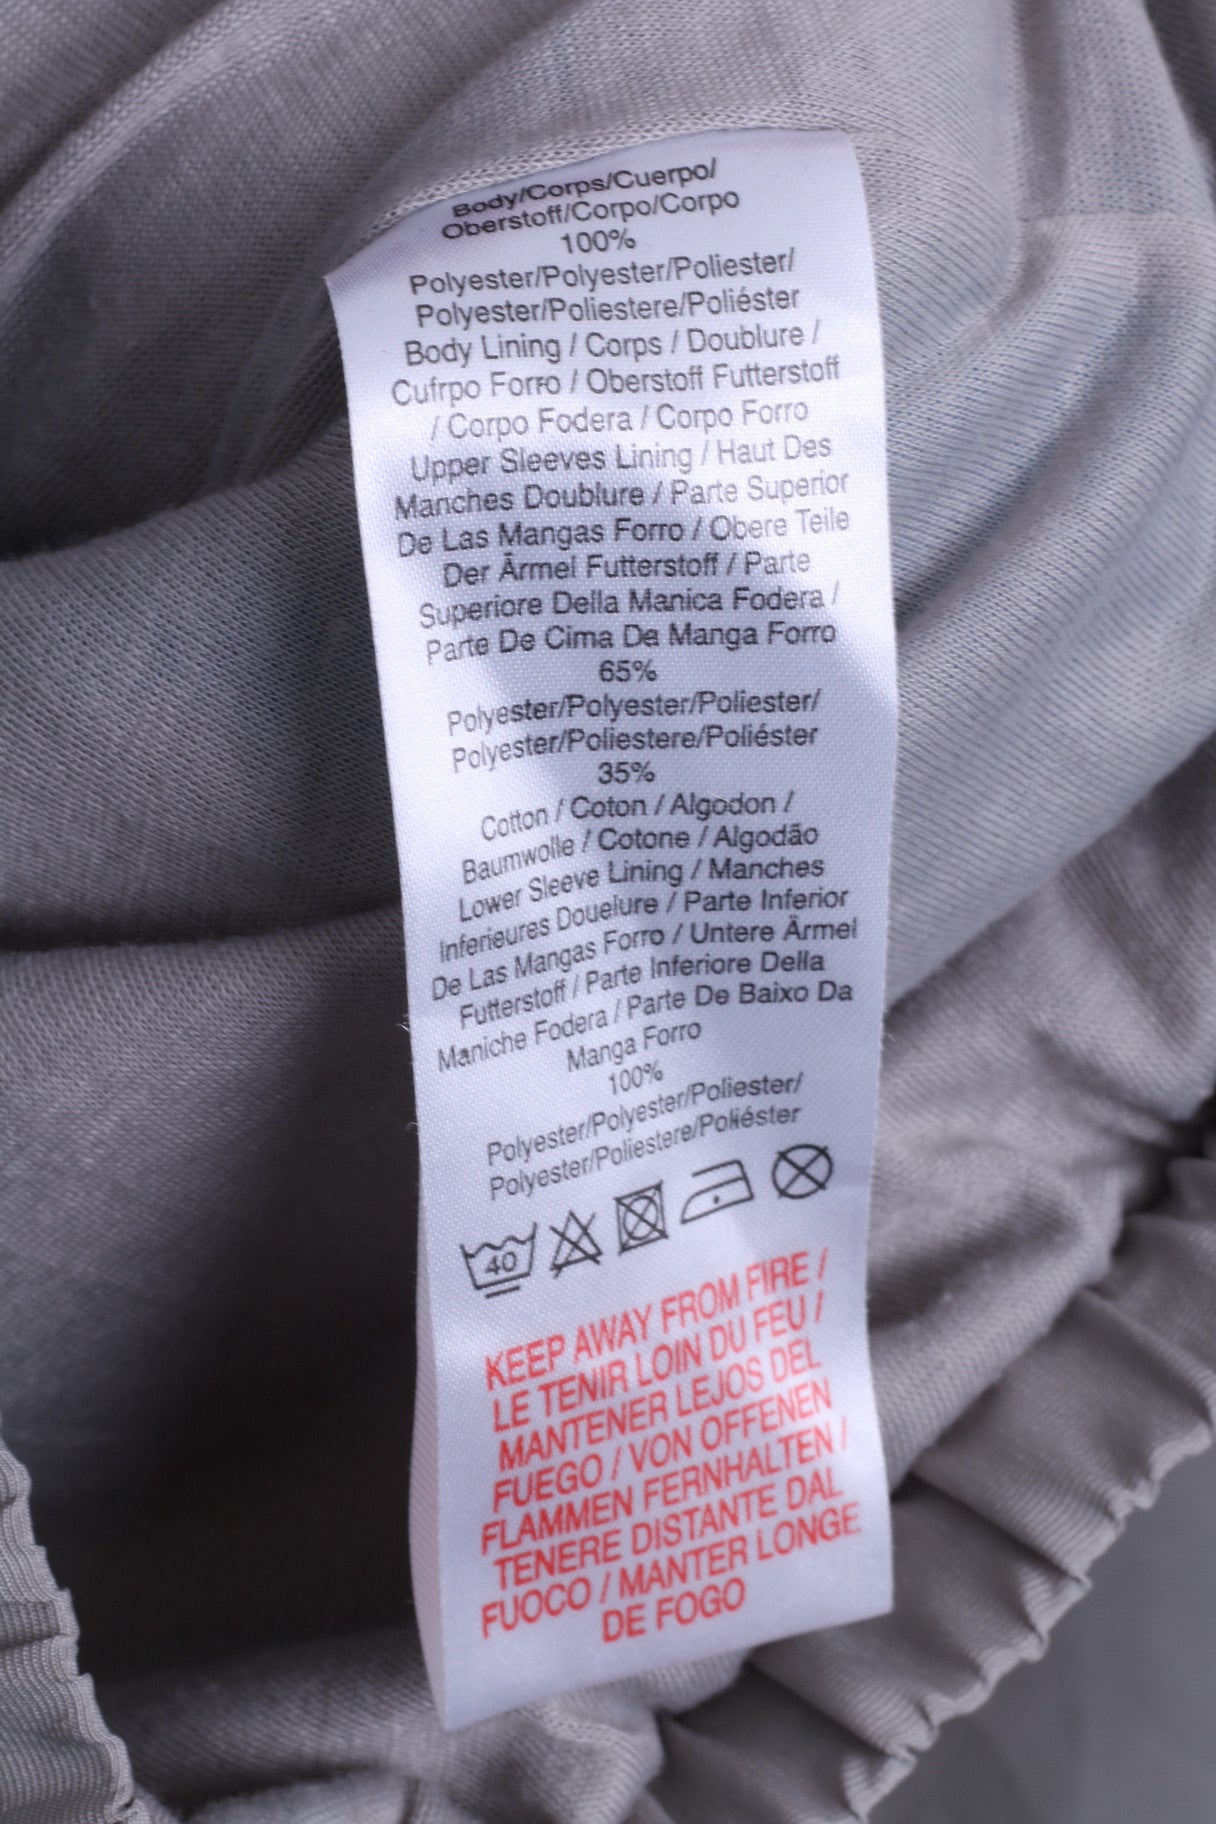 Body/Corps/Cuerpo/
Oberstoff/Corpo/Corpo
100%
Polyester/Polyester/Poliester/
Polyester/Poliestere/Poliéster
Body Lining / Corps / Doublure /
Cufrpo Forro / Oberstoff Futterstoff
/ Corpo Fodera / Corpo Forro
Upper Sleeves Lining / Haut Des
Manches Doublure / Parte Superior
De Las Mangas Forro / Obere Teile
Der Ärmel Futterstoff / Parte
Superiore Della Manica Fodera /
Parte De Cima Da Manga Forro
65%
Polyester/Polyester/Poliester/
Polyester/Poliestere/Poliéster
35%
Cotton / Coton / Algodon /
Baumwolle / Cotone / Algodão
Lower Sleeve Lining / Manches
Inferieures Douelure / Parte Inferior
De Las Mangas Forro / Untere Ärmel
Futterstoff / Parte Inferiore Della
Maniche Fodera / Parte De Baixo Da
Manga Forro
100%
Polyester/Polyester/Poliester/
Polyester/Poliestere/Poliéster
40
KEEP AWAY FROM FIRE /
LE TENIR LOIN DU FEU /
MANTENER LEJOS DEL
FUEGO / VON OFFENEN
FLAMMEN FERNHALTEN /
TENERE DISTANTE DAL
FUOCO / MANTER LONGE
DE FOGO